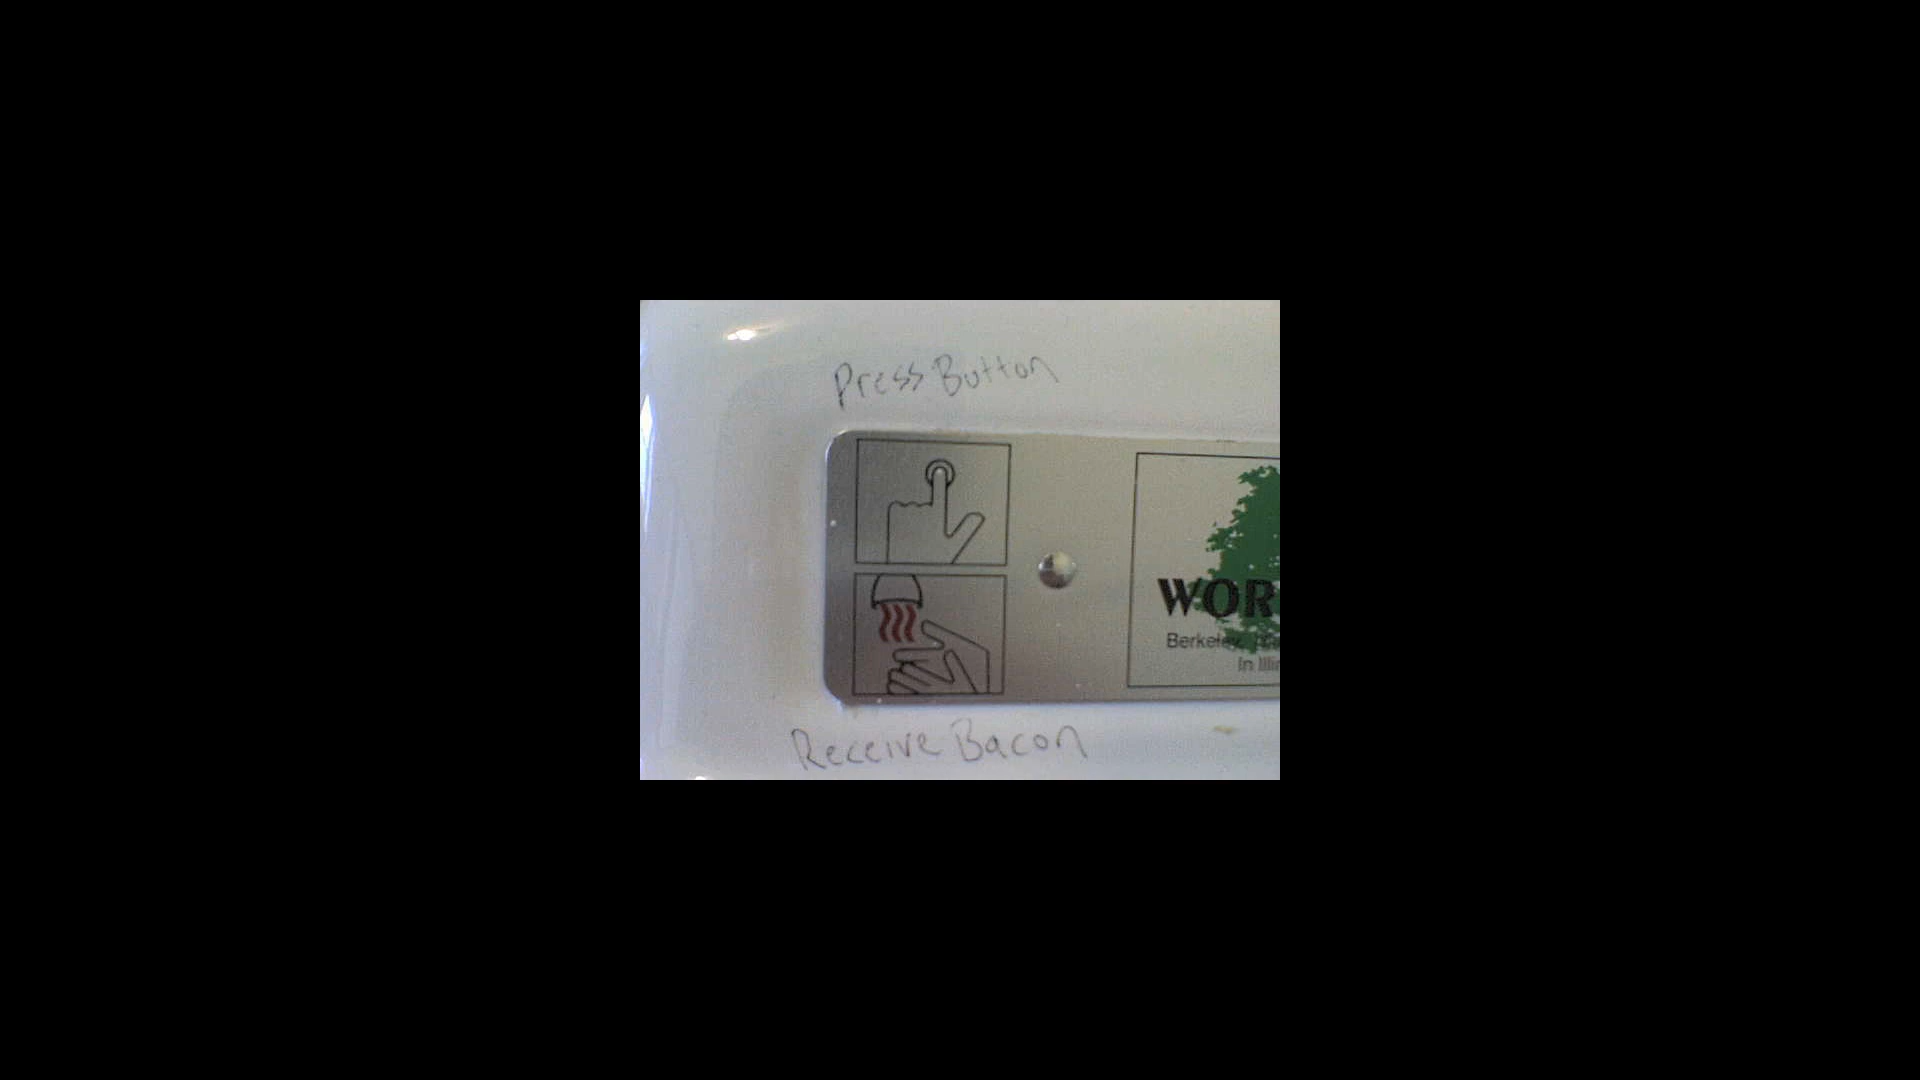 Press Button
WOR
Berkeley,
In Illi
Receive Bacon